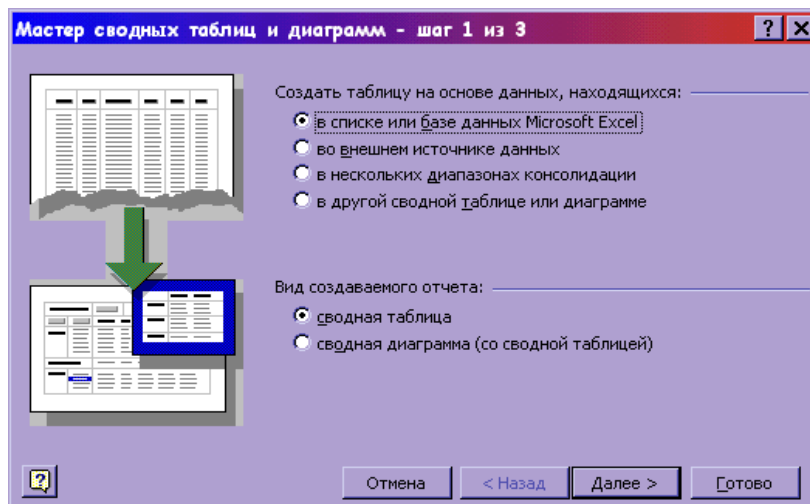 Мастер сводных таблиц и диаграмм - шаг 1 из 3
Создать таблицу на основе данных, находящихся:
в списке или базе данных Microsoft Excel
во внешнем источнике данных
в нескольких диапазонах консолидации
в другой сводной таблице или диаграмме
Вид создаваемого отчета:
сводная таблица
сводная диаграмма (со сводной таблицей)
Отмена < Назад Далее > Готово